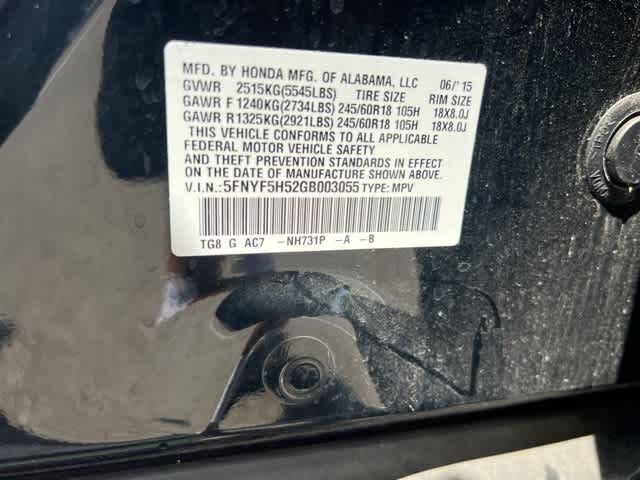 MFD. BY HONDA MFG. OF ALABAMA, LLC 06/'15
GVWR 2515KG(5545LBS) TIRE SIZE RIM SIZE
GAWR F 1240KG(2734LBS) 245/60R18 105H 18X8.0J
GAWR R1325KG(2921LBS) 245/60R18 105H 18X8.0J
THIS VEHICLE CONFORMS TO ALL APPLICABLE
FEDERAL MOTOR VEHICLE SAFETY
AND THEFT PREVENTION STANDARDS IN EFFECT
ON THE DATE OF MANUFACTURE SHOWN ABOVE.
V.I.N.:5FNYF5H52GB003055 TYPE: MPV
TG8 G AC7 -NH731P -A -B